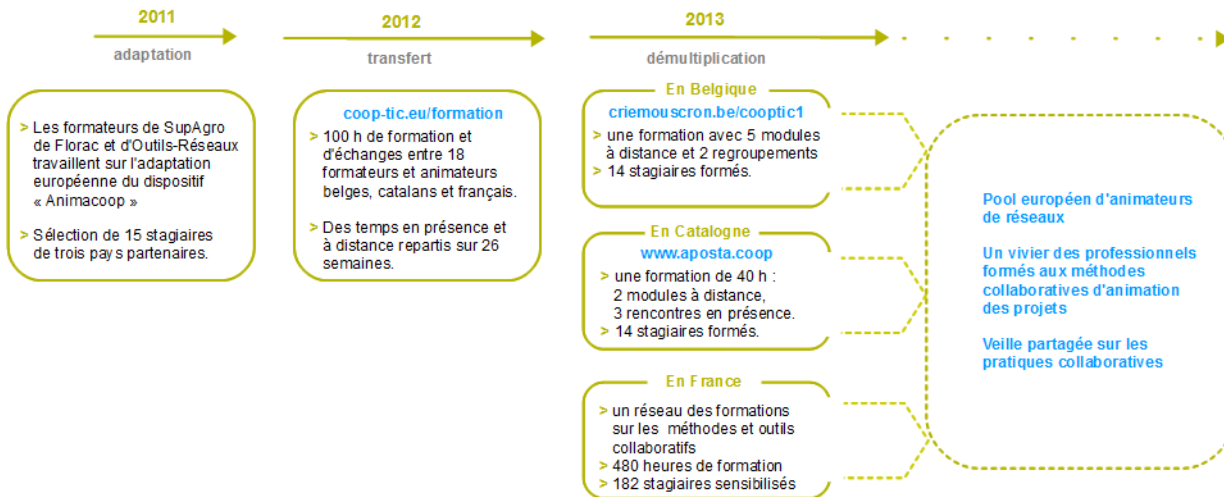 2011
adaptation
> Les formateurs de SupAgro
de Florac et d'Outils-Réseaux
travaillent sur l'adaptation
européenne du dispositif
« Animacoop »
> Sélection de 15 stagiaires
de trois pays partenaires.
2012
transfert
coop-tic.eu/formation
> 100 h de formation et
d'échanges entre 18
formateurs et animateurs
belges, catalans et français.
> Des temps en présence et
à distance repartis sur 26
semaines.
2013
démultiplication
En Belgique
criemouscron.be/cooptic1
> une formation avec 5 modules
à distance et 2 regroupements
> 14 stagiaires formés.
En Catalogne
www.aposta.coop
> une formation de 40 h :
2 modules à distance,
3 rencontres en présence.
> 14 stagiaires formés.
En France
> un réseau des formations
sur les méthodes et outils
collaboratifs
> 480 heures de formation
> 182 stagiaires sensibilisés
Pool européen d'animateurs
de réseaux
Un vivier des professionnels
formés aux méthodes
collaboratives d'animation
des projets
Veille partagée sur les
pratiques collaboratives